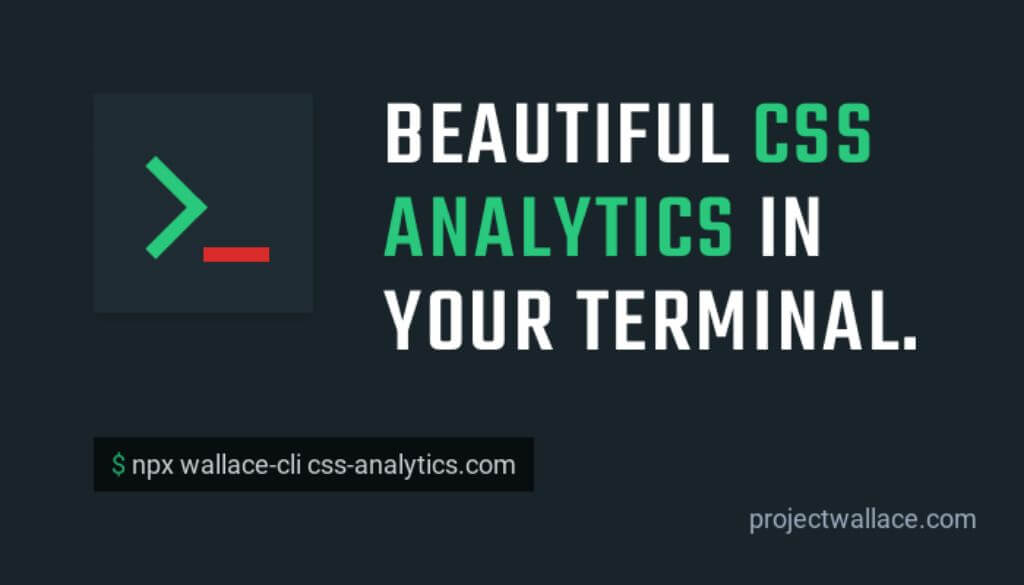 BEAUTIFUL CSS
ANALYTICS IN
YOUR TERMINAL.
$ npx wallace-cli css-analytics.com
projectwallace.com